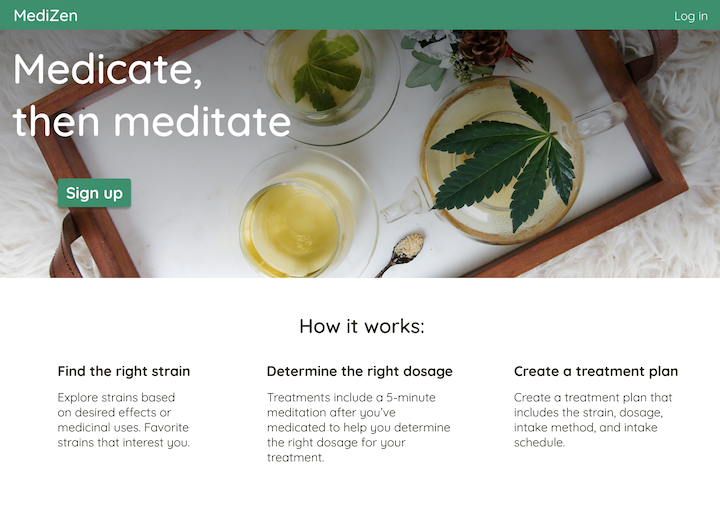 MediZen
Log in
Medicate,
then meditate
Sign up
How it works:
Find the right strain
Explore strains based
on desired effects or
medicinal uses. Favorite
strains that interest you.
Determine the right dosage
Treatments include a 5-minute
meditation after you've
medicated to help you determine
the right dosage for your
treatment.
Create a treatment plan
Create a treatment plan that
includes the strain, dosage,
intake method, and intake
schedule.